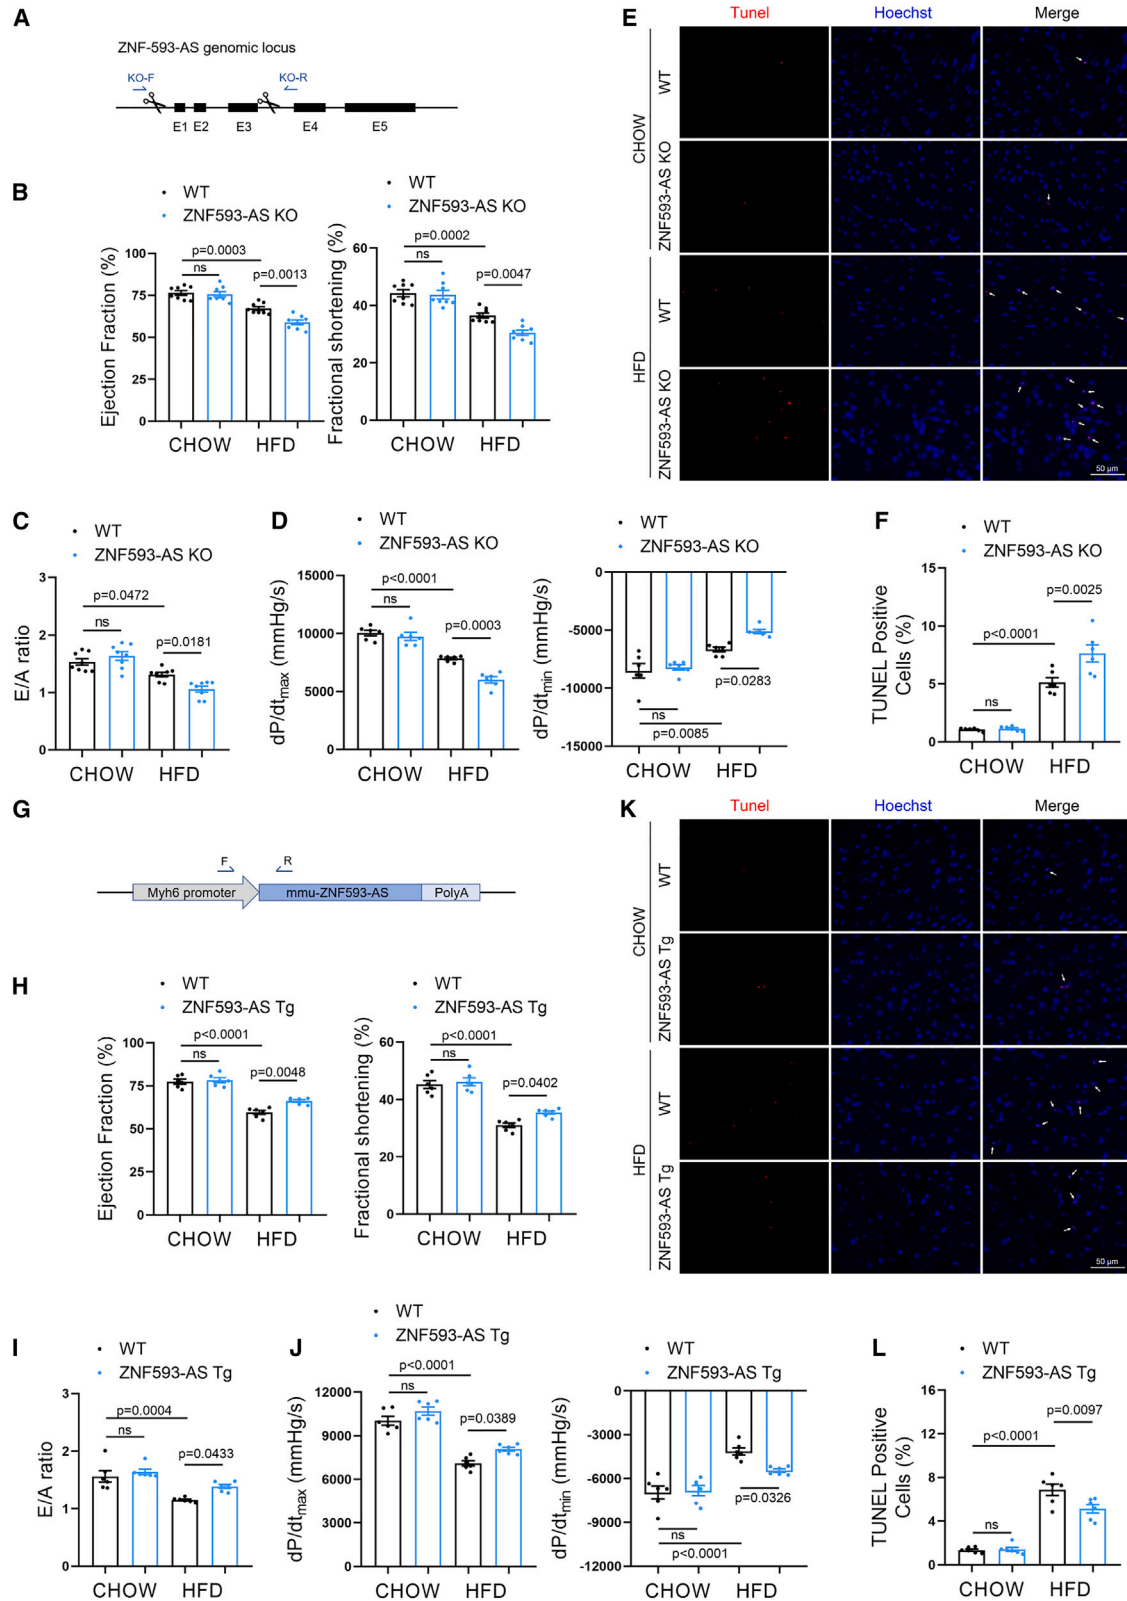 A
ZNF-593-AS genomic locus
KO-F
KO-R
E1 E2 E3 E4 E5
B
WT
ZNF593-AS KO
Ejection Fraction (%)
100
75
50
25
0
p=0.0003
ns
p=0.0013
CHOW HFD
WT
ZNF593-AS KO
Fractional shortening (%)
60
40
20
0
p=0.0002
ns
p=0.0047
CHOW HFD
C
WT
ZNF593-AS KO
E/A ratio
3
2
1
0
p=0.0472
ns
p=0.0181
CHOW HFD
D
WT
ZNF593-AS KO
dP/dtmax (mmHg/s)
15000
10000
5000
0
p<0.0001
ns
p=0.0003
CHOW HFD
WT
ZNF593-AS KO
dP/dtmin (mmHg/s)
0
-5000
-10000
-15000
p=0.0283
ns
p=0.0085
CHOW HFD
E
Tunel Hoechst Merge
CHOW
WT
ZNF593-AS KO
HFD
WT
ZNF593-AS KO
50 µm
F
WT
ZNF593-AS KO
TUNEL Positive
Cells (%)
15
10
5
0
p=0.0025
p<0.0001
ns
CHOW HFD
G
F
R
Myh6 promoter mmu-ZNF593-AS PolyA
H
WT
ZNF593-AS Tg
Ejection Fraction (%)
100
75
50
25
0
p<0.0001
ns
p=0.0048
CHOW HFD
WT
ZNF593-AS Tg
Fractional shortening (%)
60
40
20
0
p<0.0001
ns
p=0.0402
CHOW HFD
I
WT
ZNF593-AS Tg
E/A ratio
3
2
1
0
p=0.0004
ns
p=0.0433
CHOW HFD
J
WT
ZNF593-AS Tg
dP/dtmax (mmHg/s)
12000
9000
6000
3000
0
p<0.0001
ns
p=0.0389
CHOW HFD
WT
ZNF593-AS Tg
dP/dtmin (mmHg/s)
0
-3000
-6000
-9000
-12000
p=0.0326
ns
p<0.0001
CHOW HFD
K
Tunel Hoechst Merge
CHOW
WT
ZNF593-AS Tg
HFD
WT
ZNF593-AS Tg
50 µm
L
WT
ZNF593-AS Tg
TUNEL Positive
Cells (%)
16
12
8
4
0
p=0.0097
p<0.0001
ns
CHOW HFD